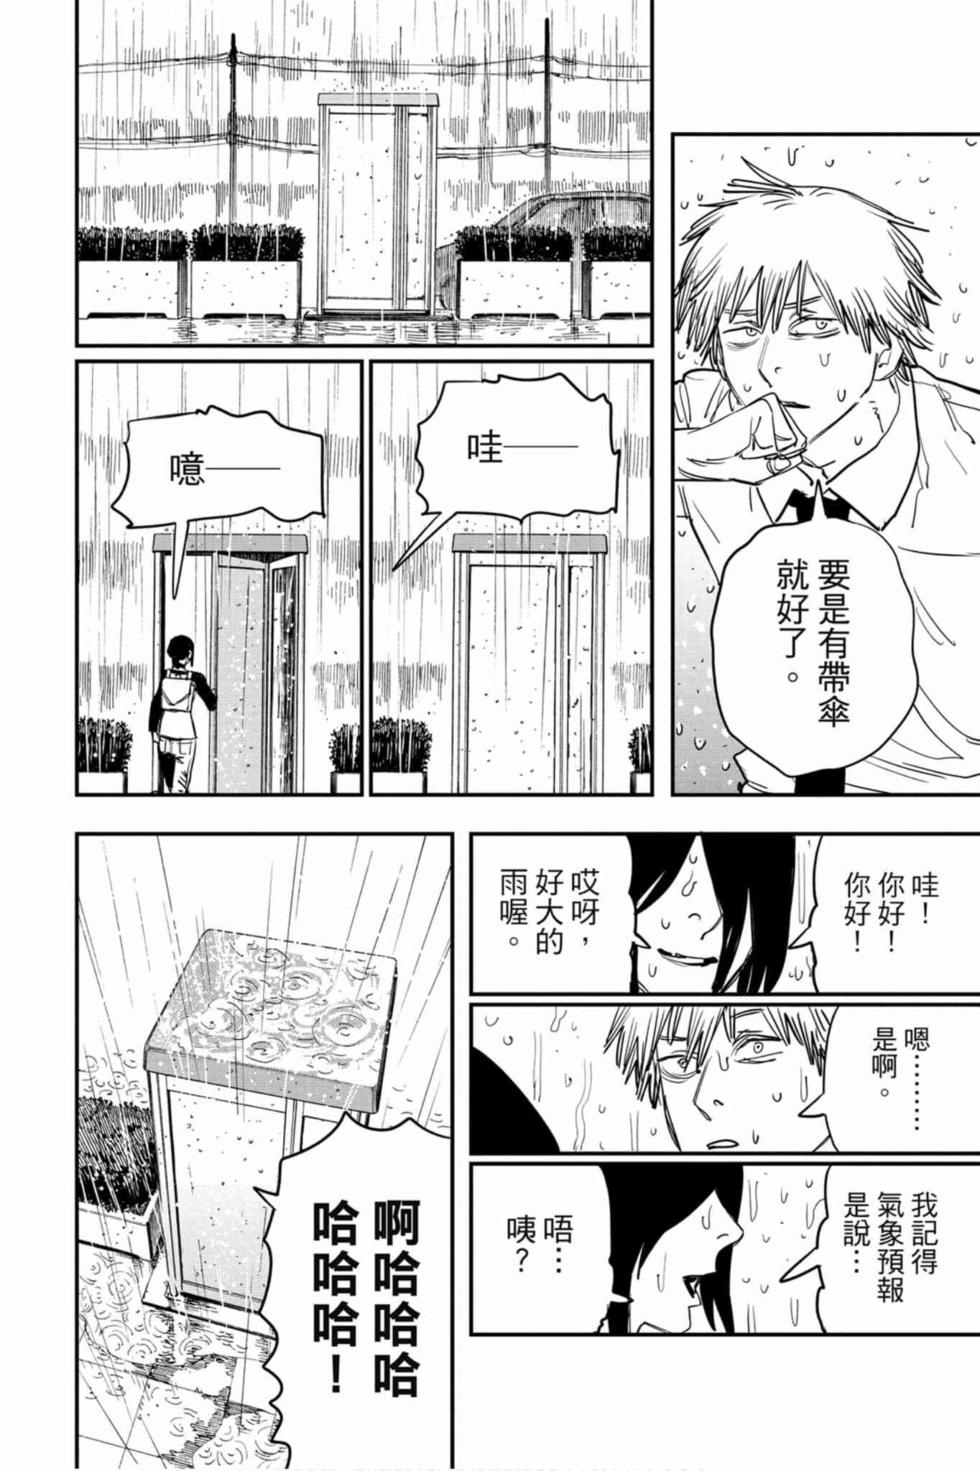 要是有帶傘
就好了。
哇——
噫——
哇！
你好！
你好！
哎呀，
好大的
雨喔。
嗯………
是啊。
我記得
氣象預報
是說…
唔…
咦？
啊哈哈哈
哈哈哈！